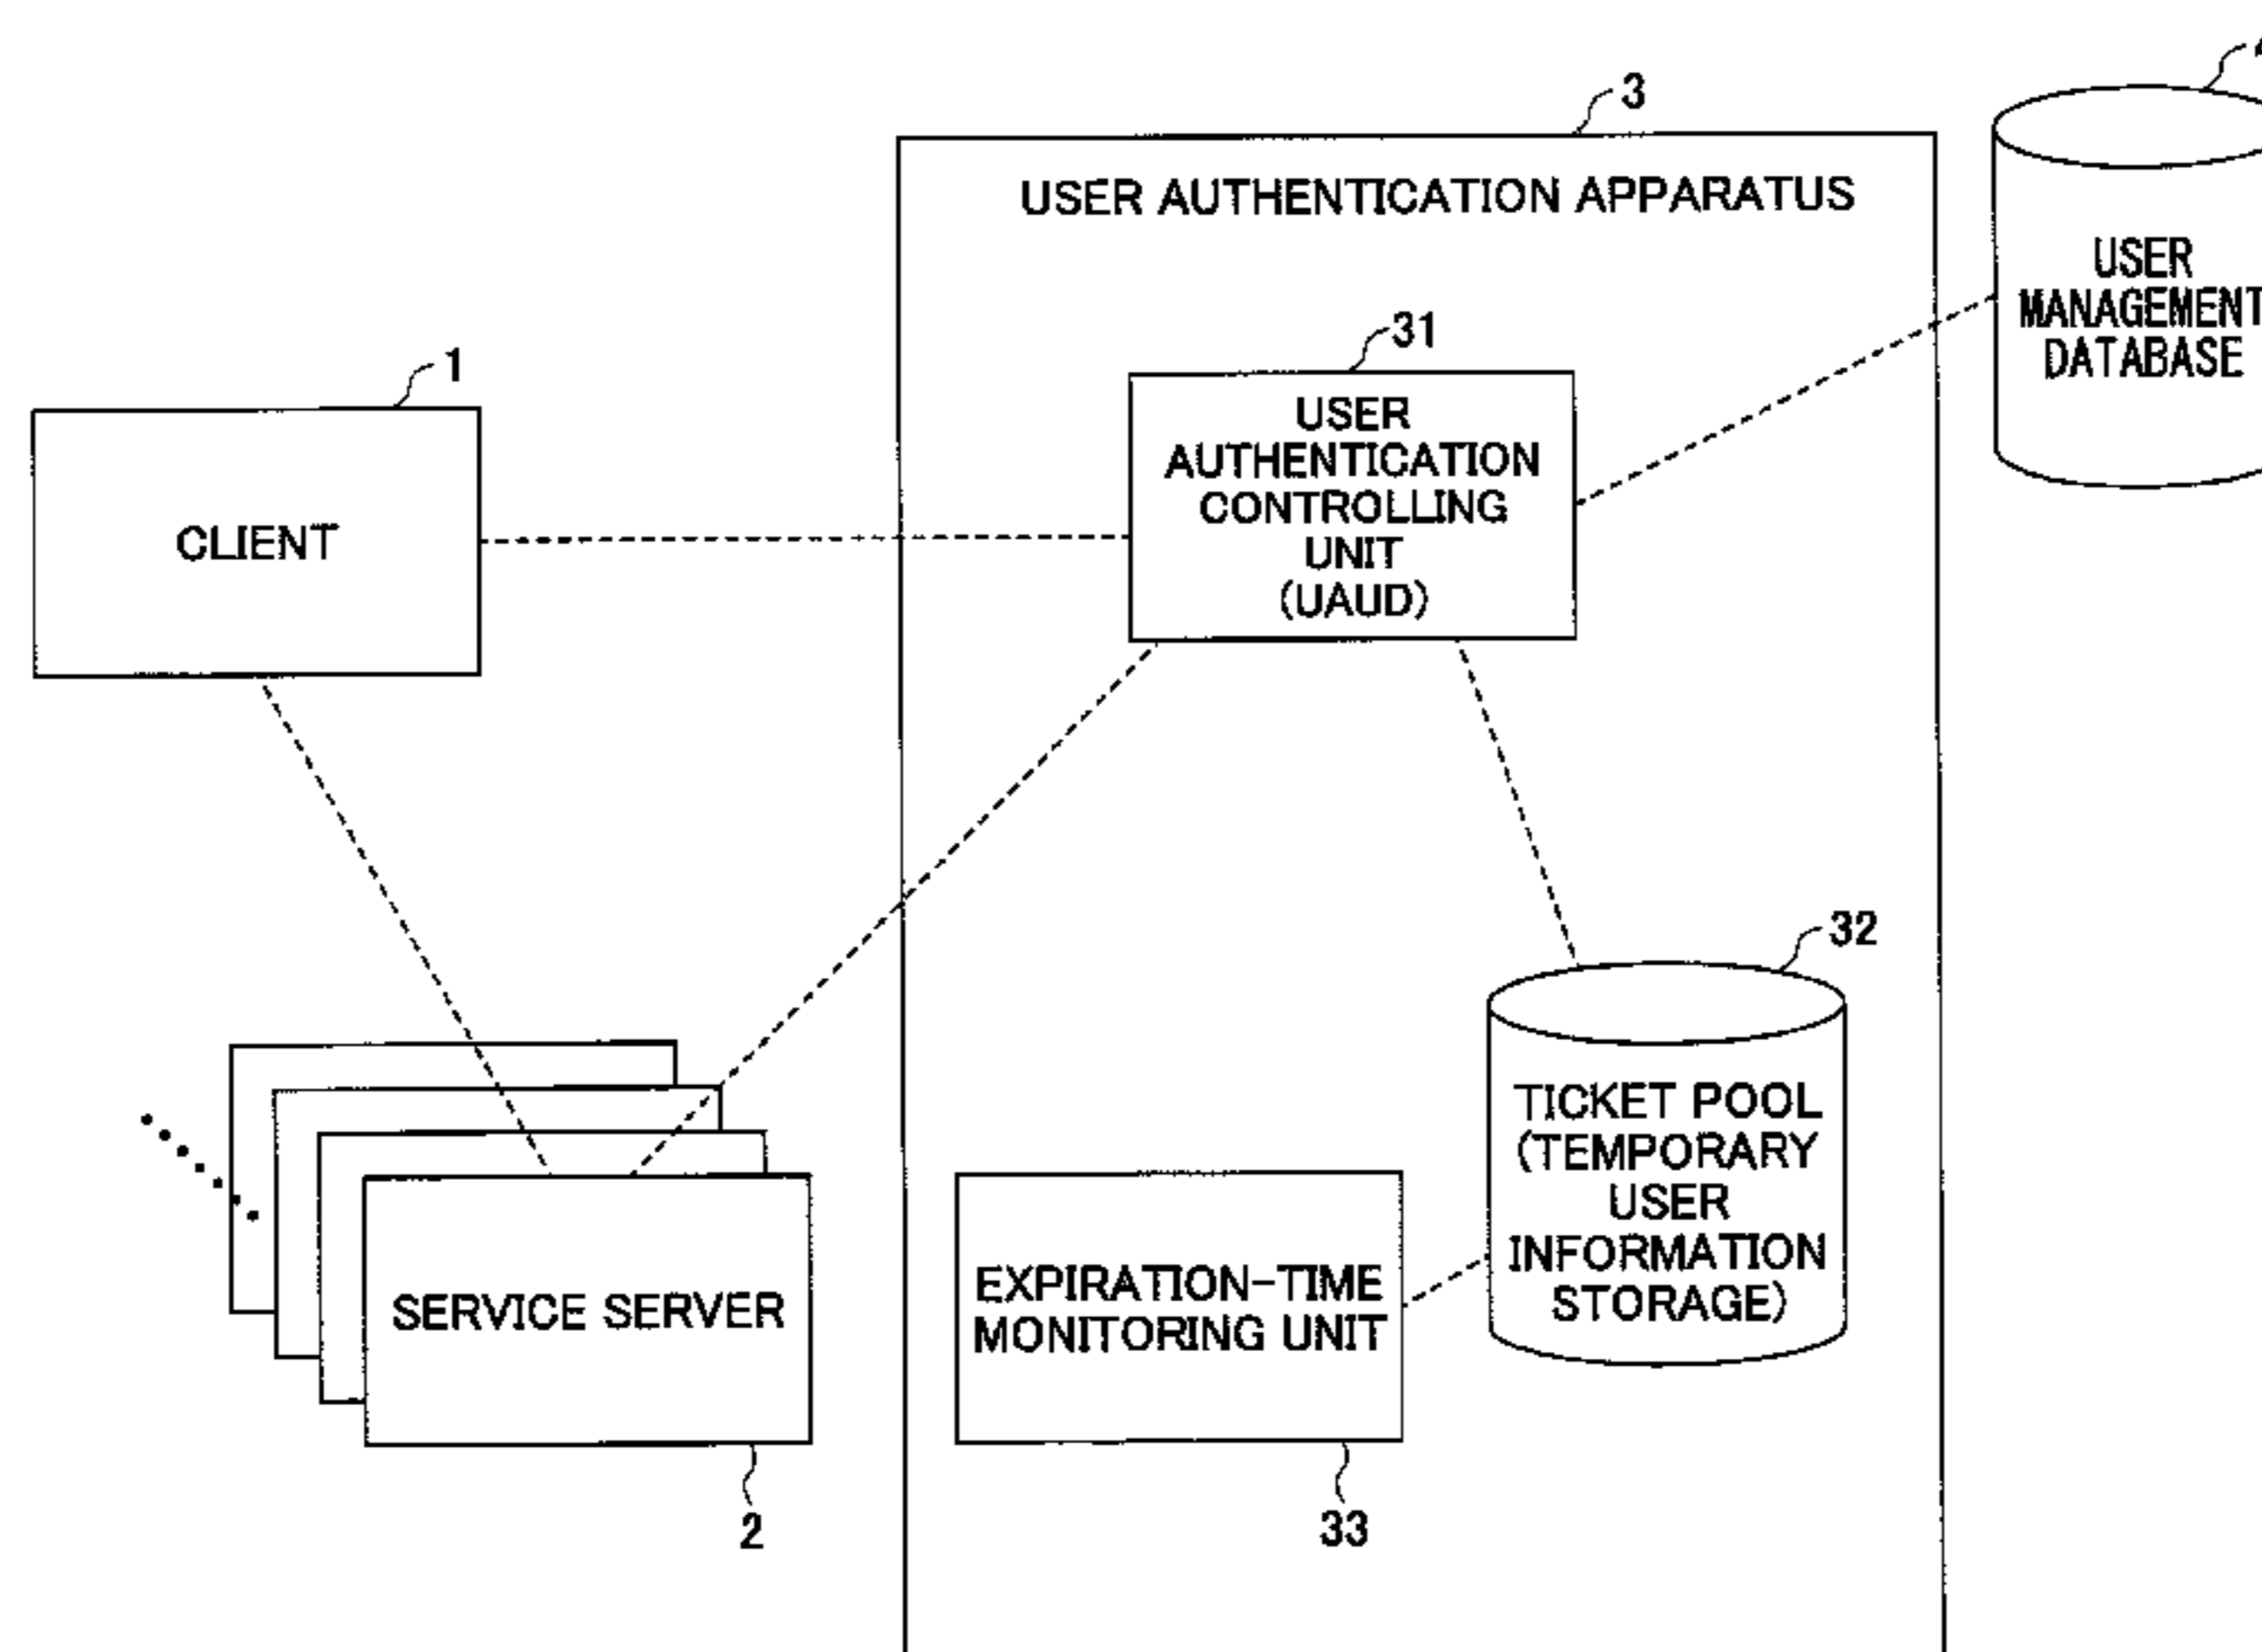 3
USER AUTHENTICATION APPARATUS
USER
MANAGEMENT
DATABASE
31
USER
AUTHENTICATION
CONTROLLING
UNIT
(UAUD)
1
CLIENT
32
TICKET POOL
(TEMPORARY
USER
INFORMATION
STORAGE)
SERVICE SERVER
2
EXPIRATION-TIME
MONITORING UNIT
33